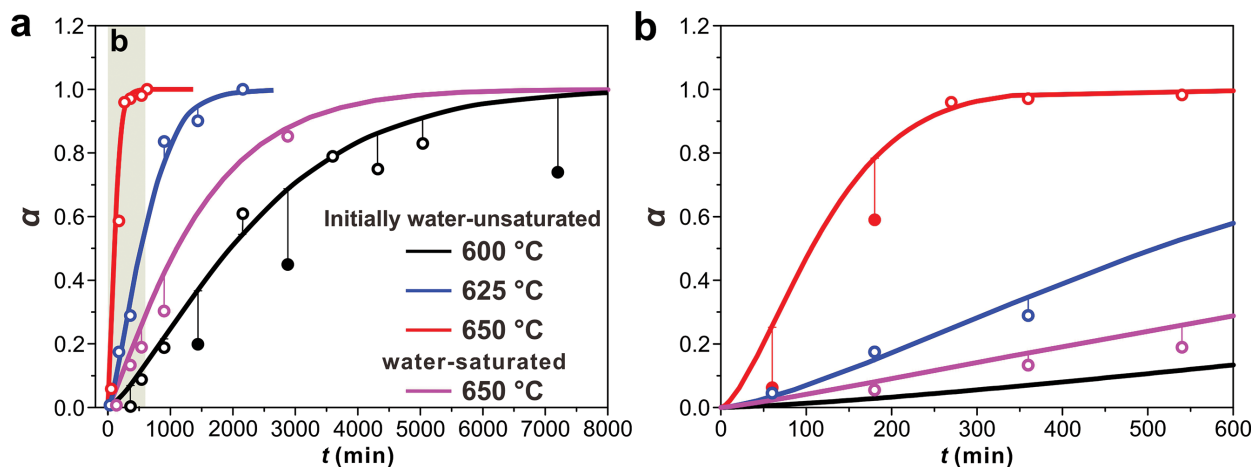 a
b
α
1.2
1.0
0.8
0.6
0.4
0.2
0.0
Initially water-unsaturated
600 °C
625 °C
650 °C
water-saturated
650 °C
0 1000 2000 3000 4000 5000 6000 7000 8000
t (min)
b
α
1.2
1.0
0.8
0.6
0.4
0.2
0.0
0 100 200 300 400 500 600
t (min)